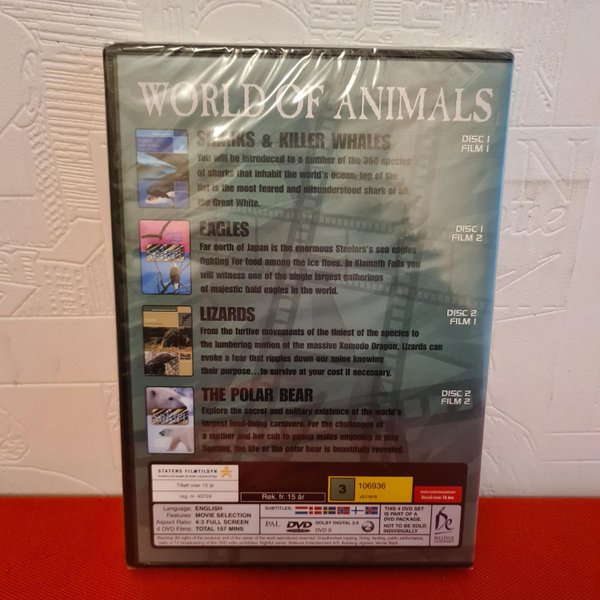 WORLD OF ANIMALS
SHARKS & KILLER WHALES
DISC 1
FILM 1
You will be introduced to a number of the 360 species
of sharks that inhabit the world's ocean, top of the
list is the most feared and misunderstood shark of all,
the Great White.
EAGLES
DISC 1
FILM 2
Far north of Japan is the enormous Steelers's sea eagles
fighting for food among the ice floes. In Klamath Falls you
will witness one of the single largest gatherings
of majestic bald eagles in the world.
LIZARDS
DISC 2
FILM 1
From the furtive movements of the tiniest of the species to
the lumbering motion of the massive Komodo Dragon, Lizards can
evoke a fear that ripples down our spine knowing
their purpose...to survive at your cost if necessary.
THE POLAR BEAR
DISC 2
FILM 2
Explore the secret and solitary existence of the world's
largest land-living carnivore. For the challenges
of a mother and her cub to young males engaging in play
fighting, the life of the polar bear is beautifully revealed.
STATENS FILMTILSYN
Tillatt over 15 år
reg. nr. 40724
Rek. fr. 15 år
3
106936
Language: ENGLISH
Features: MOVIE SELECTION
Aspect Ratio: 4:3 FULL SCREEN
4 DVD Films: TOTAL 157 MINS
SUBTITLES:
PAL
DVD
DOLBY DIGITAL 2.0
DVD 9
THIS 4 DVD
SET IS PART OF A
DVD PACKAGE.
NOT TO BE SOLD
INDIVIDUALLY